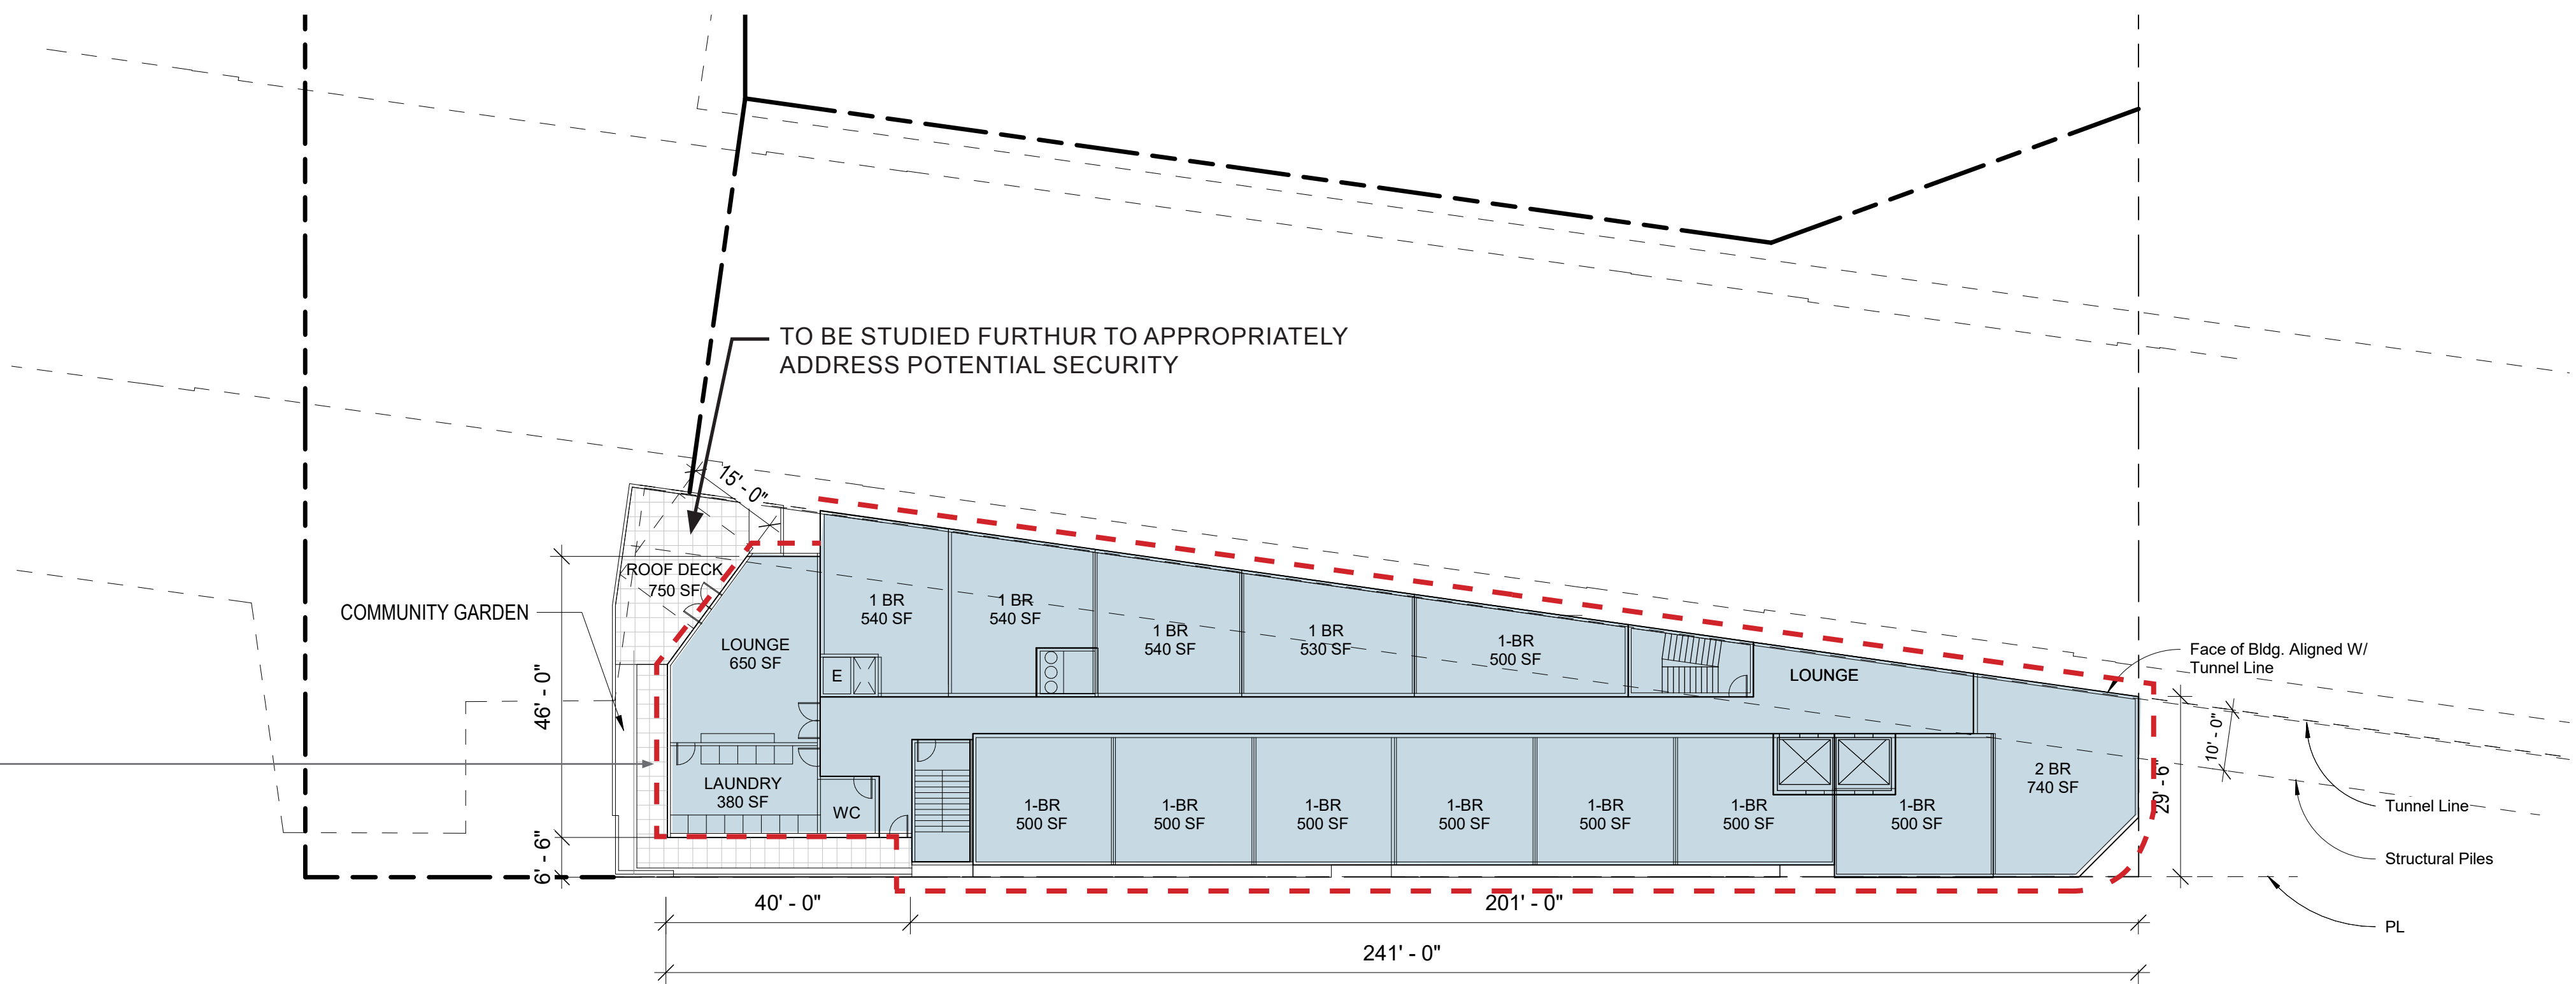 TO BE STUDIED FURTHUR TO APPROPRIATELY
ADDRESS POTENTIAL SECURITY
15' - 0"
ROOF DECK
750 SF
COMMUNITY GARDEN
46' - 0"
6' - 6"
LOUNGE
650 SF
LAUNDRY
380 SF
WC
E
1 BR
540 SF
1 BR
540 SF
1 BR
540 SF
1 BR
530 SF
1-BR
500 SF
LOUNGE
1-BR
500 SF
1-BR
500 SF
1-BR
500 SF
1-BR
500 SF
1-BR
500 SF
1-BR
500 SF
1-BR
500 SF
2 BR
740 SF
Face of Bldg. Aligned W/
Tunnel Line
10' - 0"
29' - 6"
Tunnel Line
Structural Piles
PL
40' - 0"
201' - 0"
241' - 0"